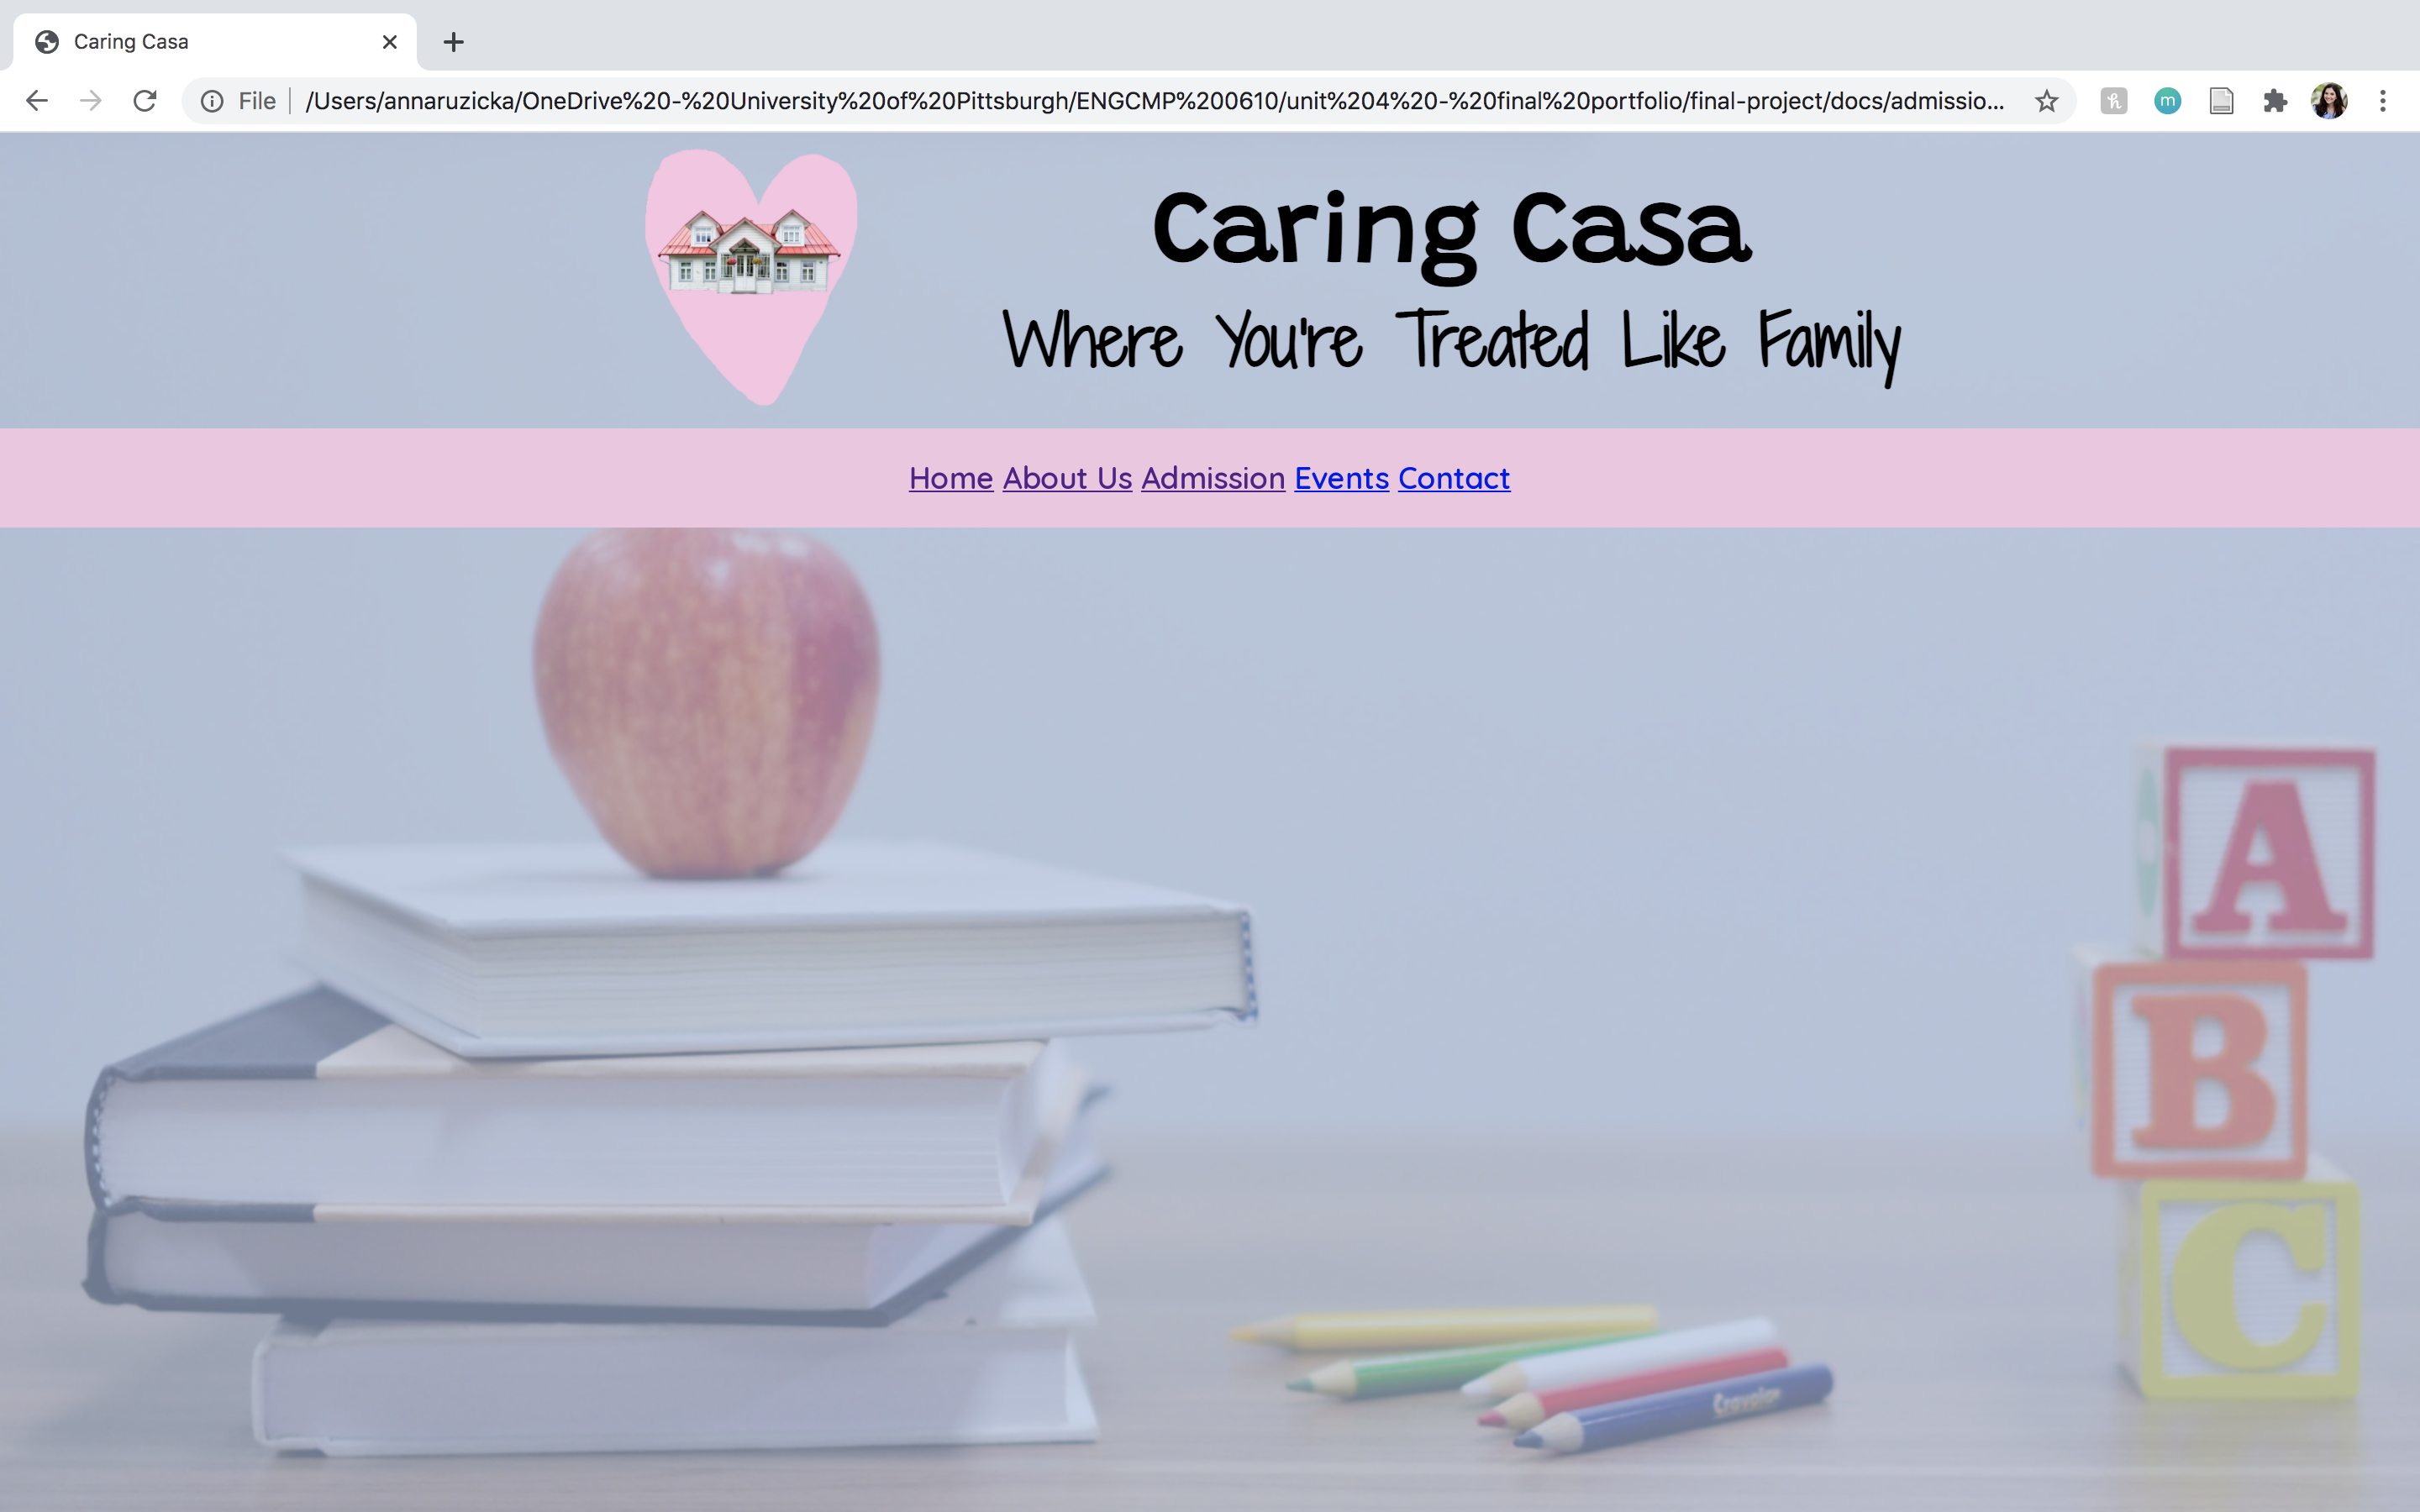 Caring Casa
File /Users/annaruzicka/OneDrive%20-%20University%20of%20Pittsburgh/ENGCMP%200610/unit%204%20-%20final%20portfolio/final-project/docs/admissio...
m
Caring Casa
Where You're Treated Like Family
Home About Us Admission Events Contact
A
B
C
Crayola